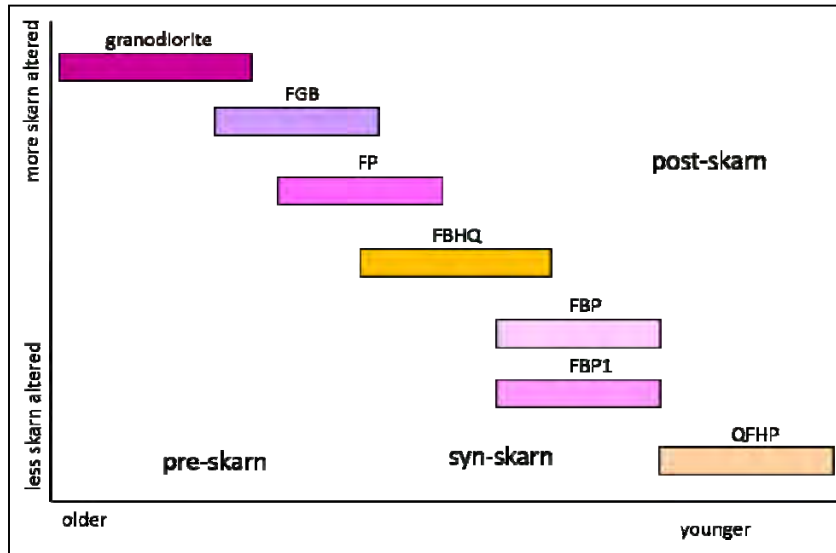 more skarn altered
less skarn altered
granodiorite
FGB
FP
post-skarn
FBHQ
FBP
FBP1
QFHP
pre-skarn
syn-skarn
older
younger